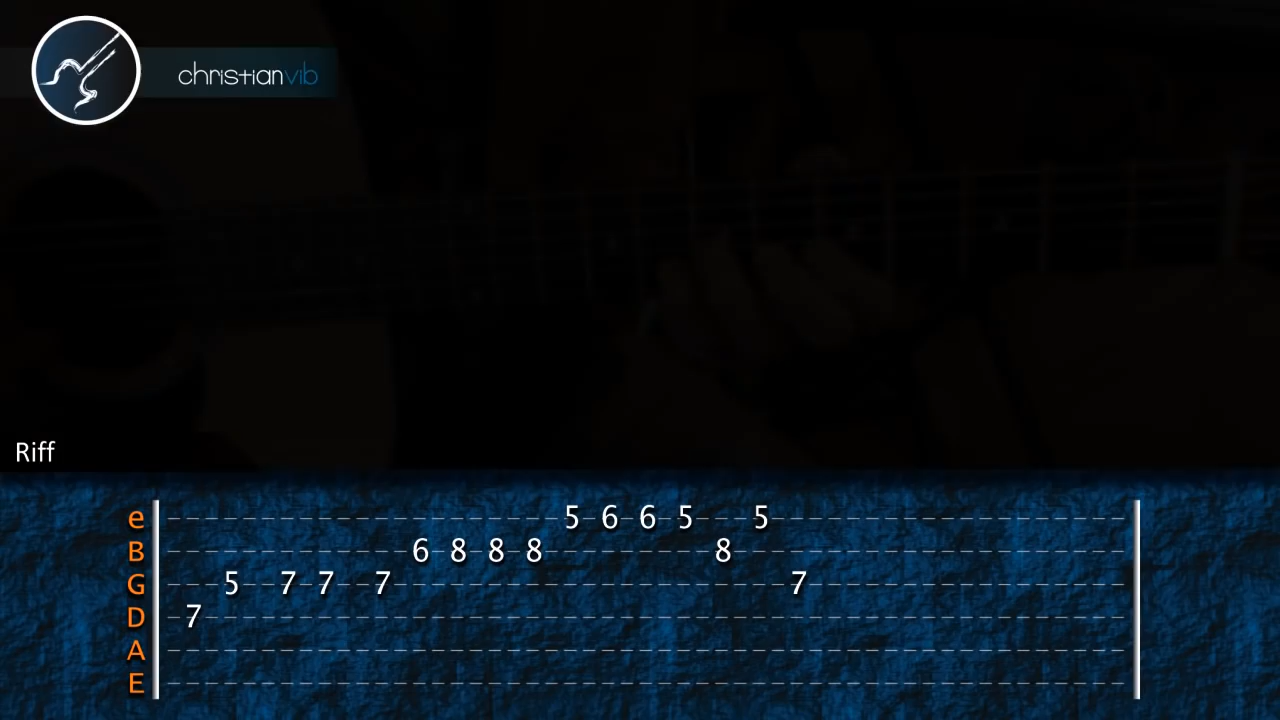 christianvib
Riff
e 5 6 6 5 5
B 6 8 8 8 8
G 5 7 7 7 7
D 7
A
E